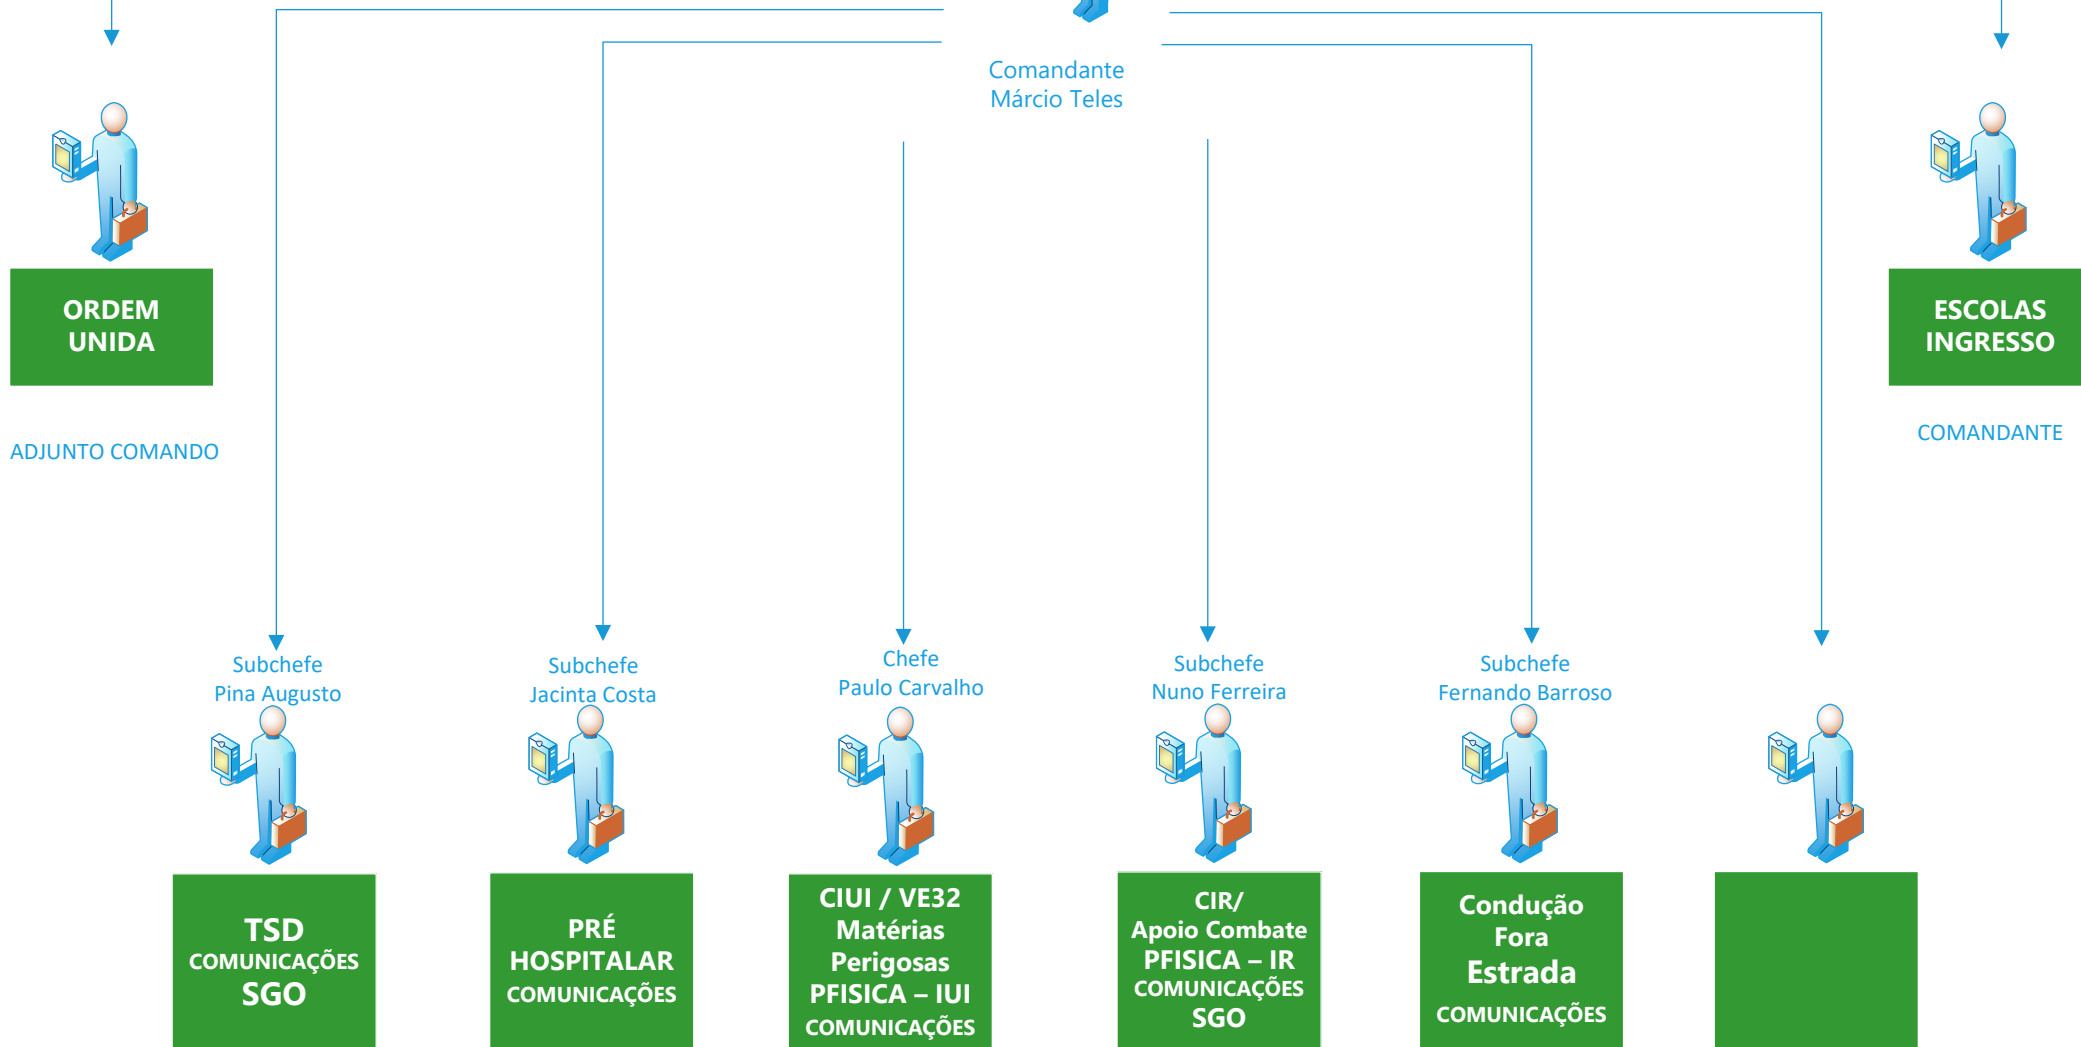 Comandante
Márcio Teles
ORDEM
UNIDA
ADJUNTO COMANDO
ESCOLAS
INGRESSO
COMANDANTE
Subchefe
Pina Augusto
Subchefe
Jacinta Costa
Chefe
Paulo Carvalho
Subchefe
Nuno Ferreira
Subchefe
Fernando Barroso
TSD
COMUNICAÇÕES
SGO
PRÉ
HOSPITALAR
COMUNICAÇÕES
CIUI / VE32
Matérias
Perigosas
PFISICA – IUI
COMUNICAÇÕES
CIR/
Apoio Combate
PFISICA – IR
COMUNICAÇÕES
SGO
Condução
Fora
Estrada
COMUNICAÇÕES